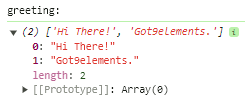 greeting:
(2) ['Hi There!', 'Got9elements.'] i
0: "Hi There!"
1: "Got9elements."
length: 2
[[Prototype]]: Array(0)